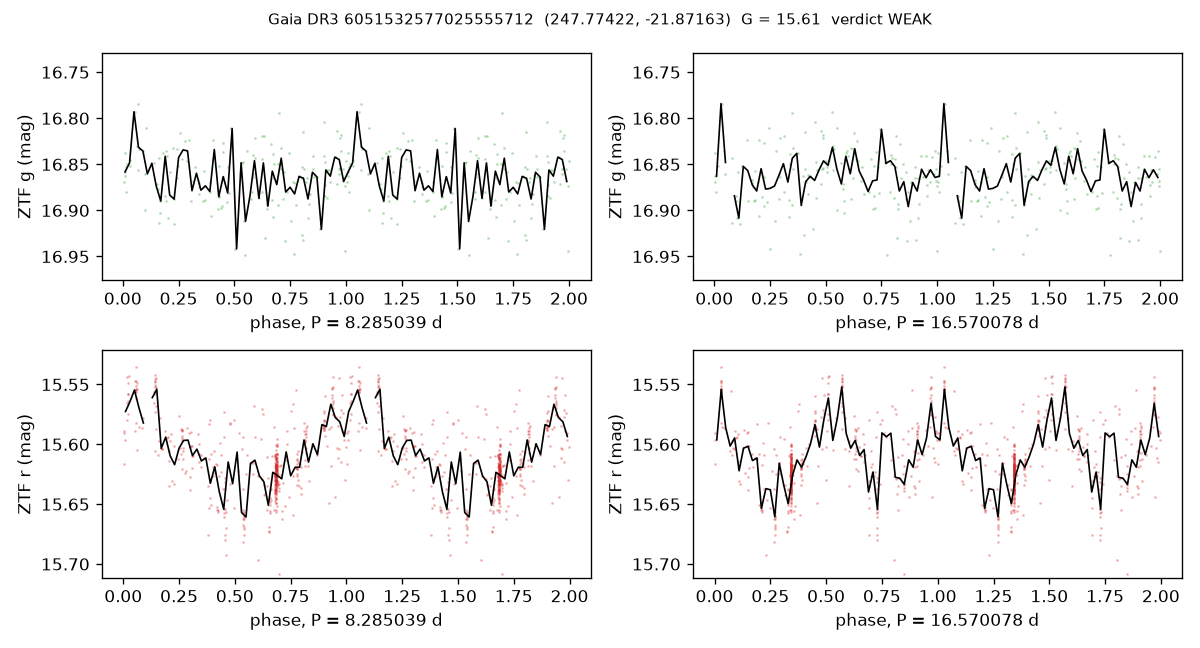 Gaia DR3 6051532577025555712 (247.77422, -21.87163) G = 15.61 verdict WEAK
ZTF g (mag)
16.75
16.80
16.85
16.90
16.95
0.00 0.25 0.50 0.75 1.00 1.25 1.50 1.75 2.00
phase, P = 8.285039 d
ZTF g (mag)
16.75
16.80
16.85
16.90
16.95
0.00 0.25 0.50 0.75 1.00 1.25 1.50 1.75 2.00
phase, P = 16.570078 d
ZTF r (mag)
15.55
15.60
15.65
15.70
0.00 0.25 0.50 0.75 1.00 1.25 1.50 1.75 2.00
phase, P = 8.285039 d
ZTF r (mag)
15.55
15.60
15.65
15.70
0.00 0.25 0.50 0.75 1.00 1.25 1.50 1.75 2.00
phase, P = 16.570078 d